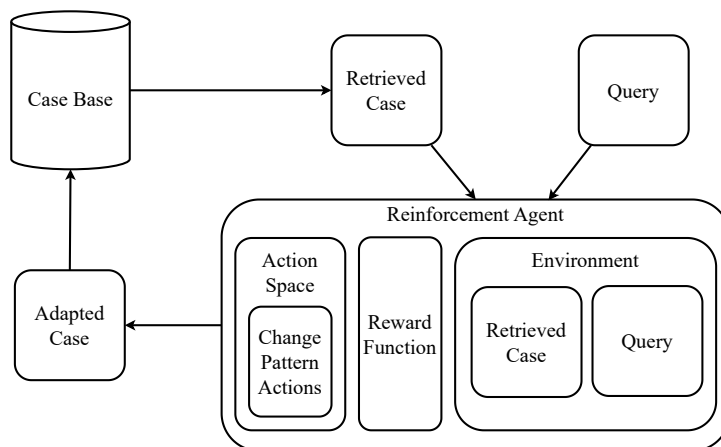 Case Base
Retrieved
Case
Query
Reinforcement Agent
Action
Space
Change
Pattern
Actions
Reward
Function
Environment
Retrieved
Case
Query
Adapted
Case